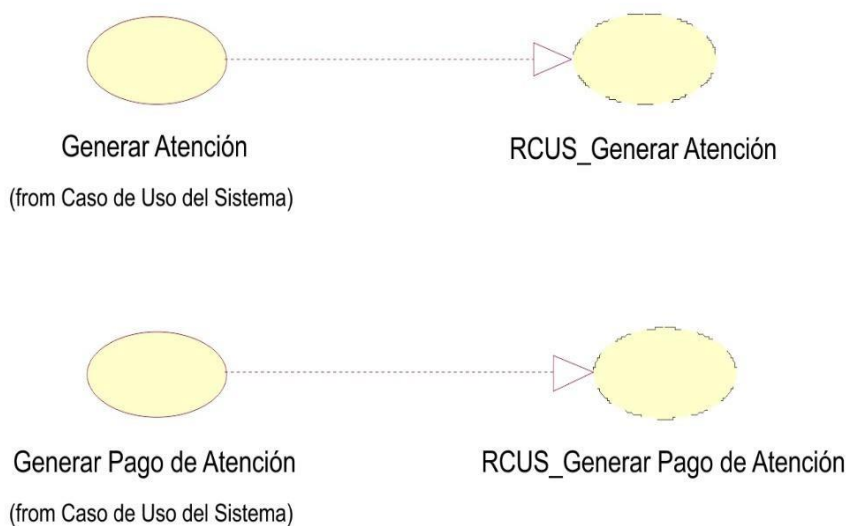 Generar Atención
RCUS_Generar Atención
(from Caso de Uso del Sistema)
Generar Pago de Atención
RCUS_Generar Pago de Atención
(from Caso de Uso del Sistema)